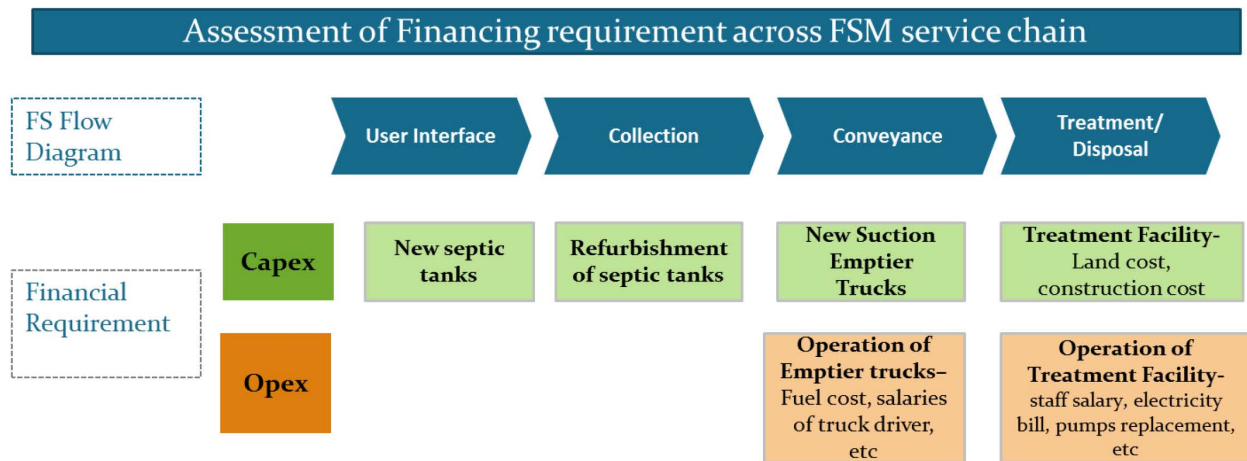 Assessment of Financing requirement across FSM service chain
FS Flow
Diagram
User Interface
Collection
Conveyance
Treatment/
Disposal
Financial
Requirement
Capex
New septic
tanks
Refurbishment
of septic tanks
New Suction
Emptier
Trucks
Treatment Facility-
Land cost,
construction cost
Opex
Operation of
Emptier trucks–
Fuel cost, salaries
of truck driver,
etc
Operation of
Treatment Facility-
staff salary, electricity
bill, pumps replacement,
etc